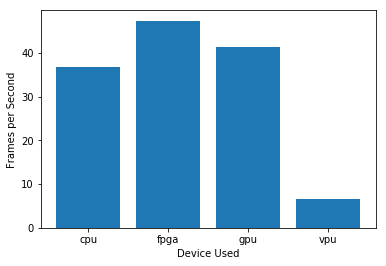 Frames per Second
40
30
20
10
0
cpu fpga gpu vpu
Device Used